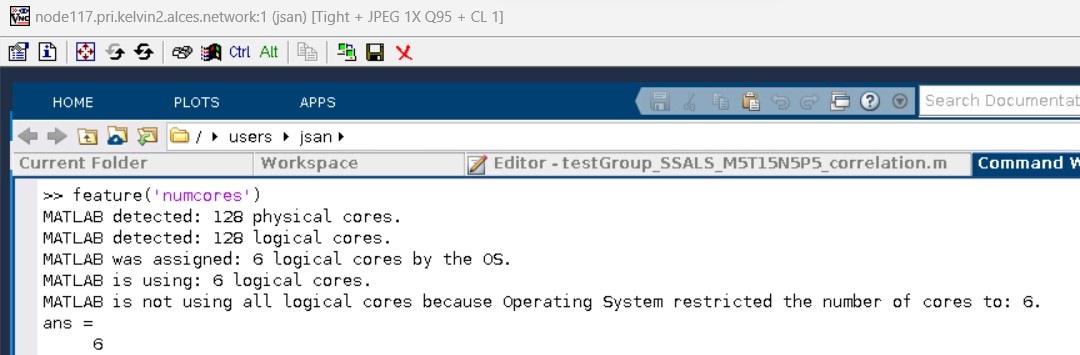 node117.pri.kelvin2.alces.network:1 (jsan) [Tight + JPEG 1X Q95 + CL 1]
Ctrl Alt
HOME PLOTS APPS
Search Documentat
/ users jsan
Current Folder Workspace Editor - testGroup_SSALS_M5T15N5P5_correlation.m Command W
>> feature('numcores')
MATLAB detected: 128 physical cores.
MATLAB detected: 128 logical cores.
MATLAB was assigned: 6 logical cores by the OS.
MATLAB is using: 6 logical cores.
MATLAB is not using all logical cores because Operating System restricted the number of cores to: 6.
ans =
6